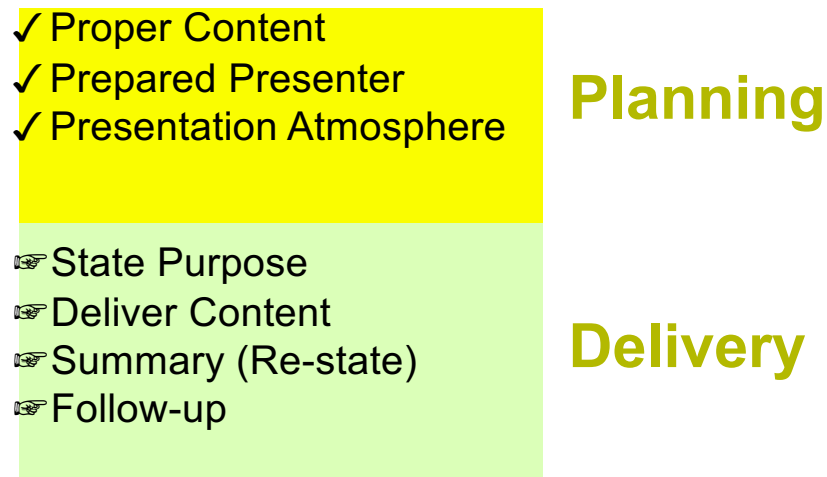 ✓ Proper Content
✓ Prepared Presenter
✓ Presentation Atmosphere
Planning
☞ State Purpose
☞ Deliver Content
☞ Summary (Re-state)
☞ Follow-up
Delivery